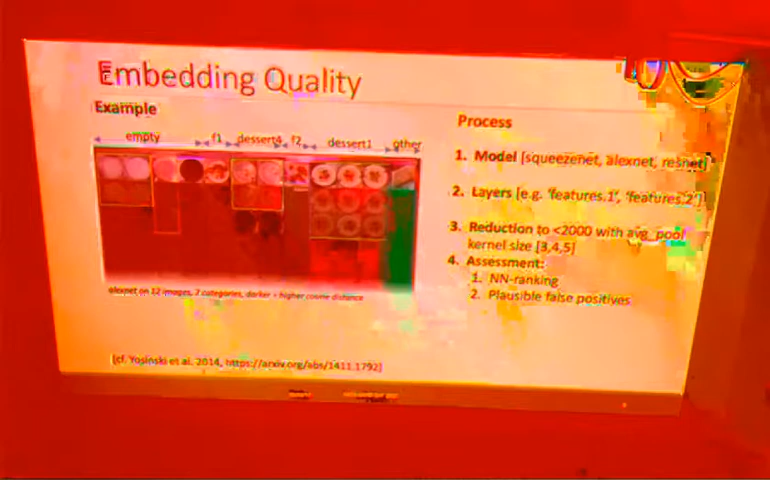 Embedding Quality
Example
empty f1 dessert4 f2 dessert1 other
alexnet on 12 images, 7 categories, darker = higher cosine distance
[cf. Yosinski et al. 2014, https://arxiv.org/abs/1411.1792]
Process
1. Model [squeezenet, alexnet, resnet]
2. Layers [e.g. 'features.1', 'features.2']
3. Reduction to <2000 with avg_pool
kernel size [3,4,5]
4. Assessment:
1. NN-ranking
2. Plausible false positives